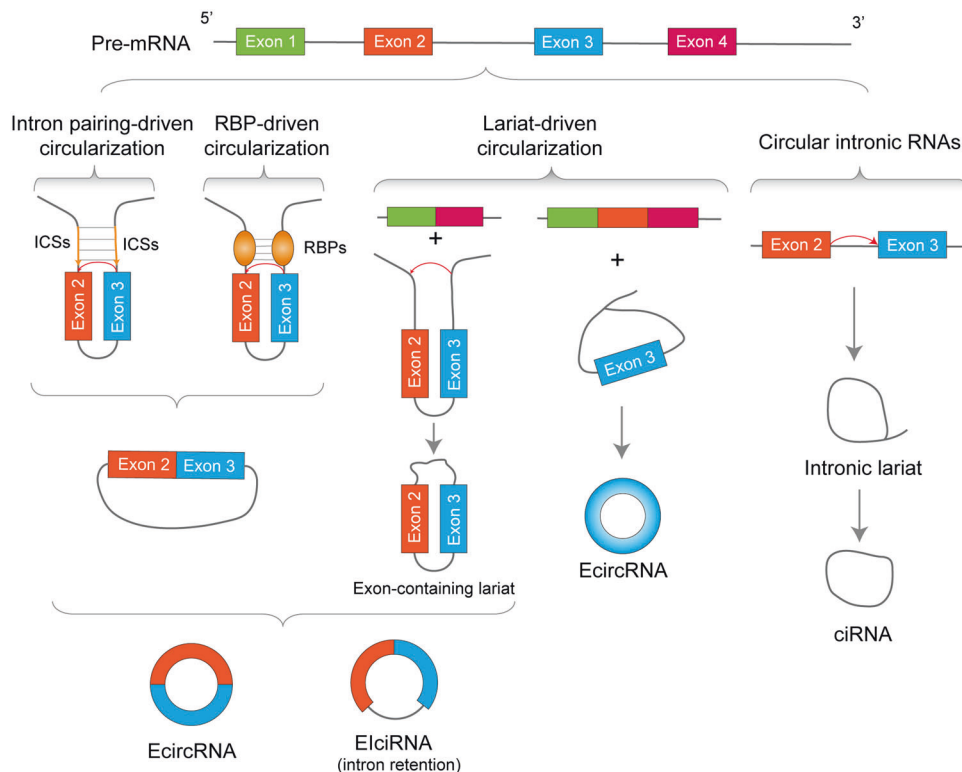 5’ 3’
Pre-mRNA Exon 1 Exon 2 Exon 3 Exon 4
Intron pairing-driven
circularization
RBP-driven
circularization
Lariat-driven
circularization
Circular intronic RNAs
ICSs ICSs
Exon 2 Exon 3
RBPs
Exon 2 Exon 3
Exon 2 Exon 3
+
Exon 2 Exon 3
Exon 2 Exon 3
Exon-containing lariat
+
Exon 3
EcircRNA
Exon 2 Exon 3
Intronic lariat
ciRNA
EcircRNA
EIciRNA
(intron retention)